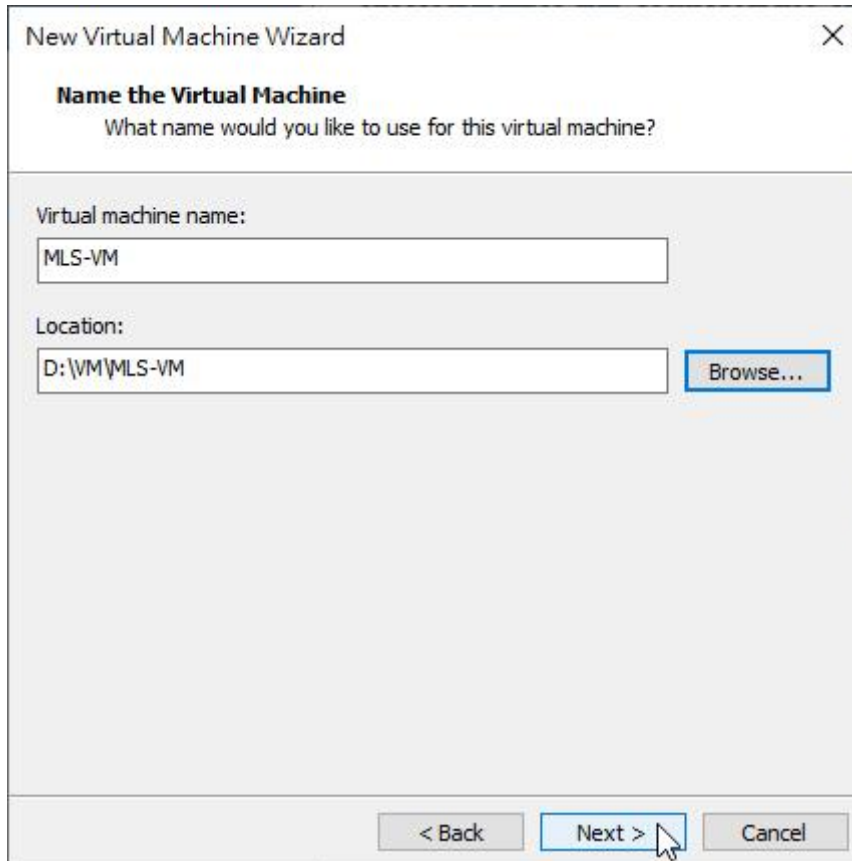 New Virtual Machine Wizard
Name the Virtual Machine
What name would you like to use for this virtual machine?
Virtual machine name:
MLS-VM
Location:
D:\VM\MLS-VM
Browse...
< Back
Next >
Cancel